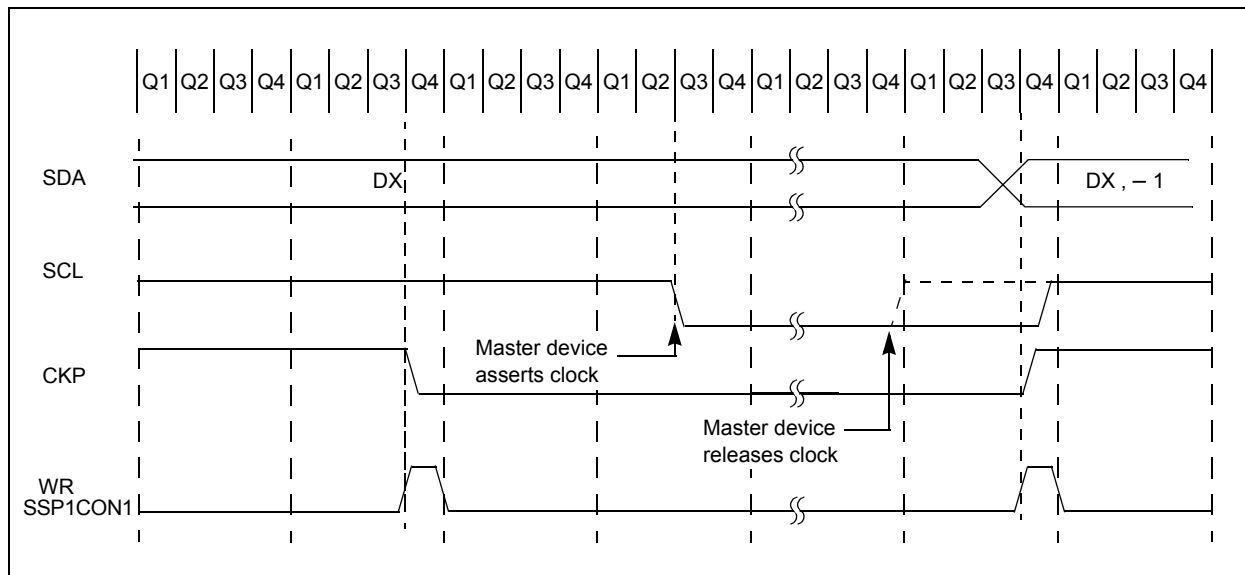 Q1 Q2 Q3 Q4 Q1 Q2 Q3 Q4 Q1 Q2 Q3 Q4 Q1 Q2 Q3 Q4 Q1 Q2 Q3 Q4 Q1 Q2 Q3 Q4 Q1 Q2 Q3 Q4
SDA
DX
DX , – 1
SCL
Master device
asserts clock
CKP
Master device
releases clock
WR
SSP1CON1